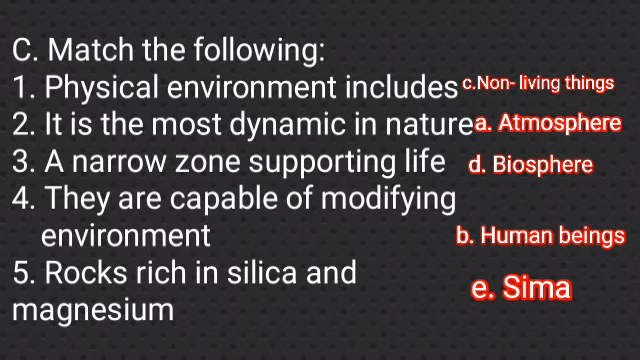 C. Match the following:
1. Physical environment includes c.Non- living things
2. It is the most dynamic in nature a. Atmosphere
3. A narrow zone supporting life d. Biosphere
4. They are capable of modifying
environment b. Human beings
5. Rocks rich in silica and
magnesium e. Sima